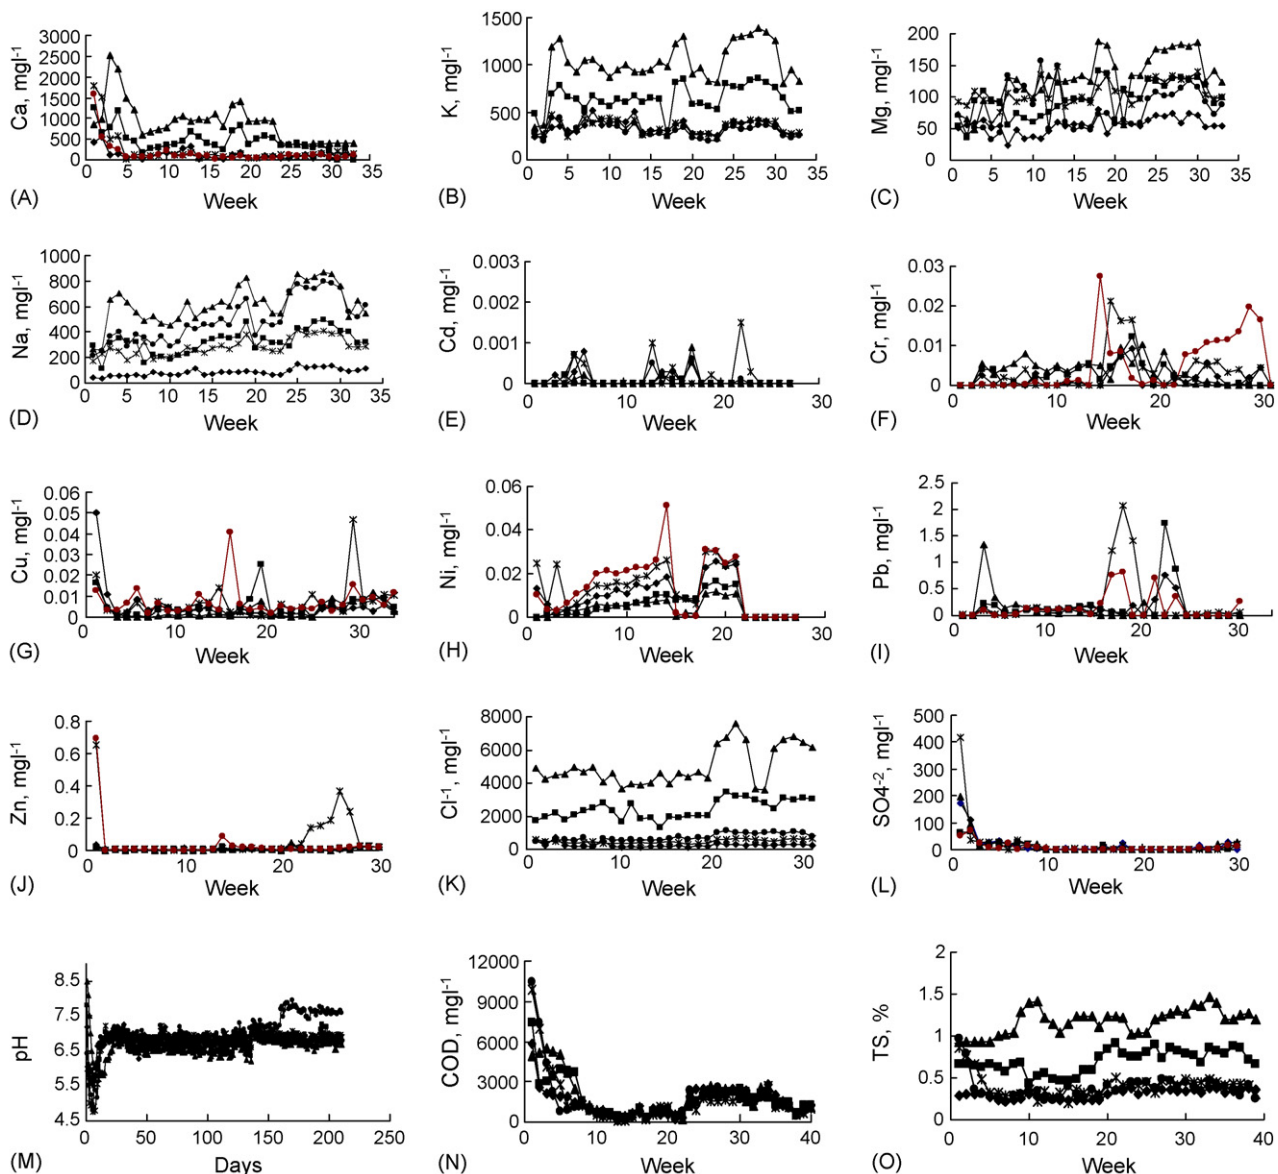 3000
2500
2000
1500
1000
500
0
Ca, mgl-1
0 5 10 15 20 25 30 35
(A) Week
1500
1000
500
0
K, mgl-1
0 5 10 15 20 25 30 35
(B) Week
200
150
100
50
0
Mg, mgl-1
0 5 10 15 20 25 30 35
(C) Week
1000
800
600
400
200
0
Na, mgl-1
0 5 10 15 20 25 30 35
(D) Week
0.003
0.002
0.001
0
Cd, mgl-1
0 10 20 30
(E) Week
0.03
0.02
0.01
0
Cr, mgl-1
0 10 20 30
(F) Week
0.06
0.05
0.04
0.03
0.02
0.01
0
Cu, mgl-1
0 10 20 30
(G) Week
0.06
0.04
0.02
0
Ni, mgl-1
0 10 20 30
(H) Week
2.5
2
1.5
1
0.5
0
Pb, mgl-1
0 10 20 30
(I) Week
0.8
0.6
0.4
0.2
0
Zn, mgl-1
0 10 20 30
(J) Week
8000
6000
4000
2000
0
Cl-1, mgl-1
0 10 20 30
(K) Week
500
400
300
200
100
0
SO4-2, mgl-1
0 10 20 30
(L) Week
8.5
7.5
6.5
5.5
4.5
pH
0 50 100 150 200 250
(M) Days
12000
9000
6000
3000
0
COD, mgl-1
0 10 20 30 40
(N) Week
2
1.5
1
0.5
0
TS, %
0 10 20 30 40
(O) Week